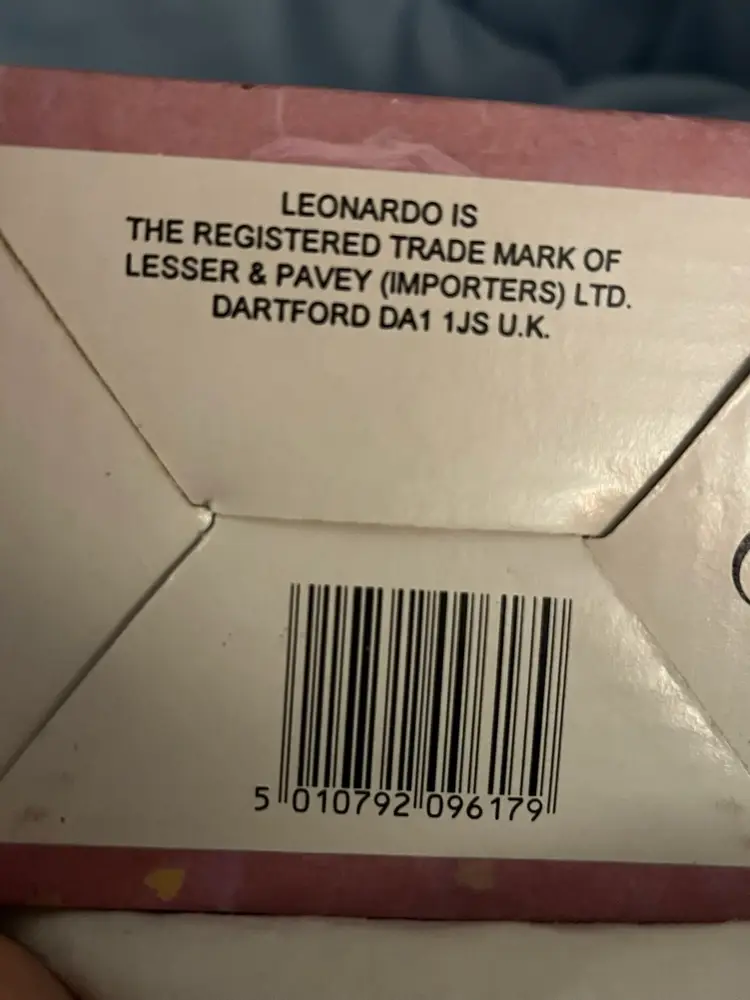 LEONARDO IS
THE REGISTERED TRADE MARK OF
LESSER & PAVEY (IMPORTERS) LTD.
DARTFORD DA1 1JS U.K.
5 010792 096179